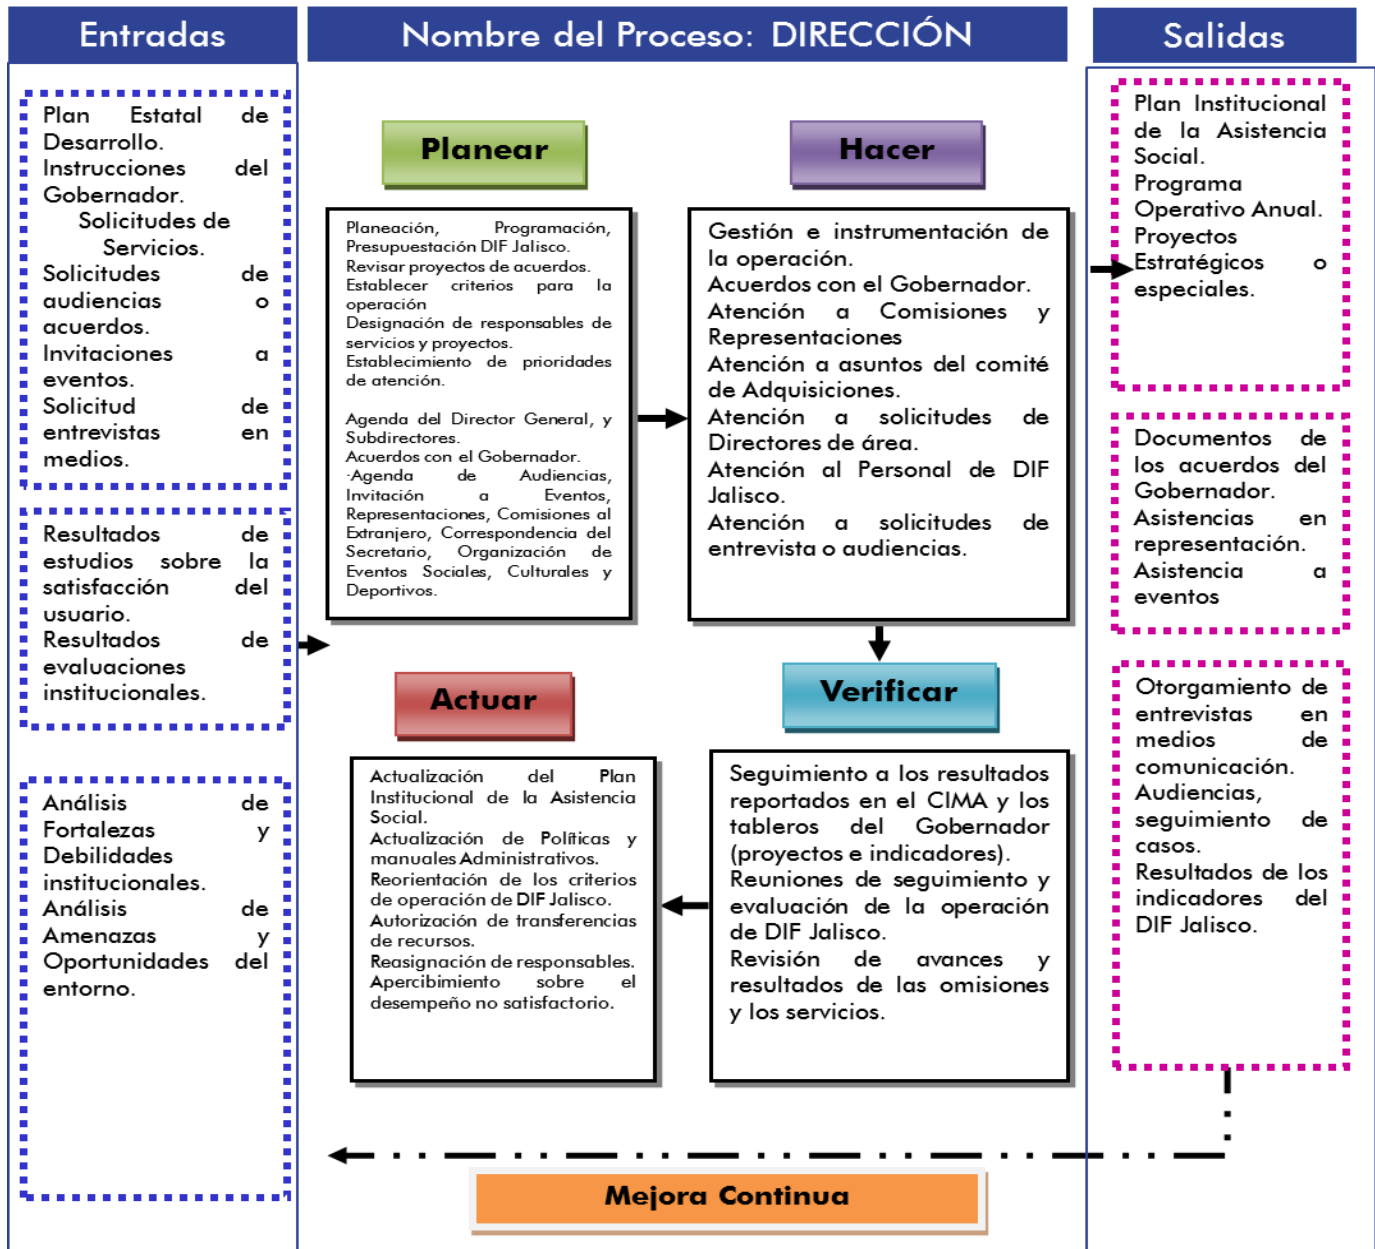 Entradas
Nombre del Proceso: DIRECCIÓN
Salidas
Plan Estatal de
Desarrollo.
Instrucciones del
Gobernador.
Solicitudes de
Servicios.
Solicitudes de
audiencias o
acuerdos.
Invitaciones a
eventos.
Solicitud de
entrevistas en
medios.
Resultados de
estudios sobre la
satisfacción del
usuario.
Resultados de
evaluaciones
institucionales.
Análisis de
Fortalezas y
Debilidades
institucionales.
Análisis de
Amenazas y
Oportunidades del
entorno.
Planear
Planeación, Programación,
Presupuestación DIF Jalisco.
Revisar proyectos de acuerdos.
Establecer criterios para la
operación
Designación de responsables de
servicios y proyectos.
Establecimiento de prioridades
de atención.
Agenda del Director General, y
Subdirectores.
Acuerdos con el Gobernador.
·Agenda de Audiencias,
Invitación a Eventos,
Representaciones, Comisiones al
Extranjero, Correspondencia del
Secretario, Organización de
Eventos Sociales, Culturales y
Deportivos.
Hacer
Gestión e instrumentación de
la operación.
Acuerdos con el Gobernador.
Atención a Comisiones y
Representaciones
Atención a asuntos del comité
de Adquisiciones.
Atención a solicitudes de
Directores de área.
Atención al Personal de DIF
Jalisco.
Atención a solicitudes de
entrevista o audiencias.
Actuar
Actualización del Plan
Institucional de la Asistencia
Social.
Actualización de Políticas y
manuales Administrativos.
Reorientación de los criterios
de operación de DIF Jalisco.
Autorización de transferencias
de recursos.
Reasignación de responsables.
Apercibimiento sobre el
desempeño no satisfactorio.
Verificar
Seguimiento a los resultados
reportados en el CIMA y los
tableros del Gobernador
(proyectos e indicadores).
Reuniones de seguimiento y
evaluación de la operación
de DIF Jalisco.
Revisión de avances y
resultados de las omisiones
y los servicios.
Plan Institucional
de la Asistencia
Social.
Programa
Operativo Anual.
Proyectos
Estratégicos o
especiales.
Documentos de
los acuerdos del
Gobernador.
Asistencias en
representación.
Asistencia a
eventos
Otorgamiento de
entrevistas en
medios de
comunicación.
Audiencias,
seguimiento de
casos.
Resultados de los
indicadores del
DIF Jalisco.
Mejora Continua